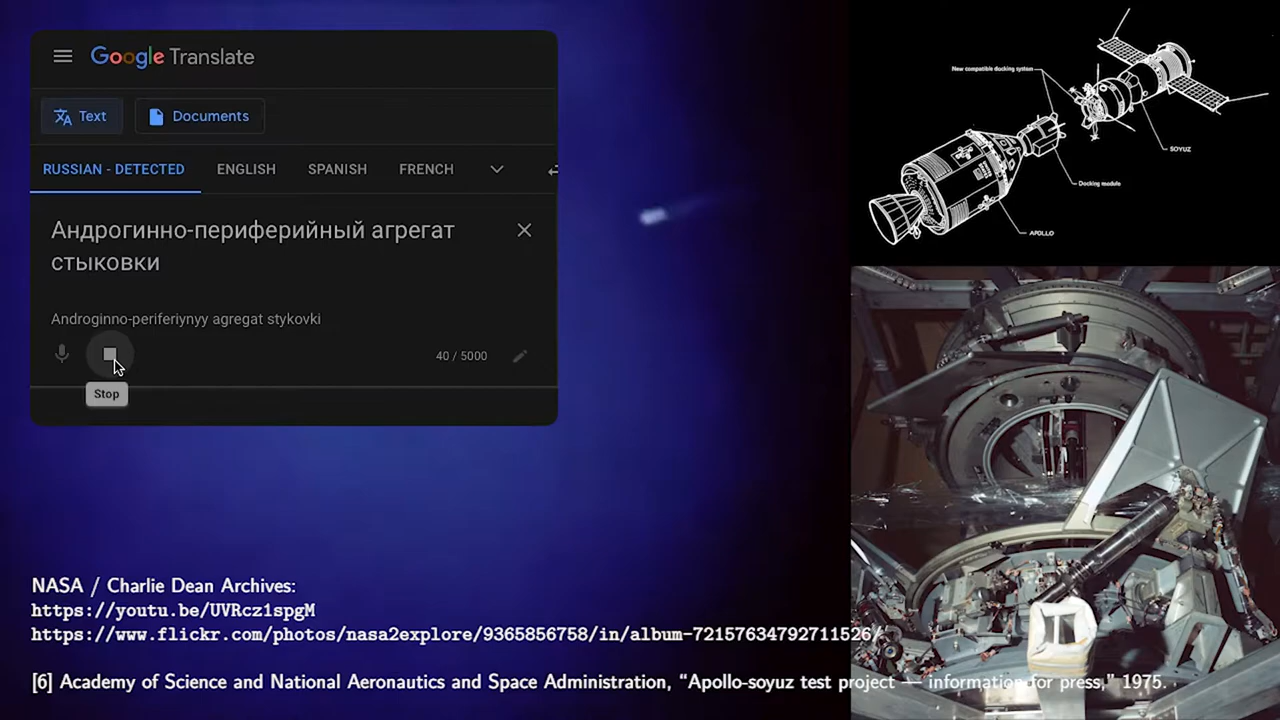 Google Translate
Text
Documents
RUSSIAN - DETECTED
ENGLISH
SPANISH
FRENCH
Андрогинно-периферийный агрегат
стыковки
Androginno-periferiynyy agregat stykovki
40 / 5000
Stop
New compatible docking system
SOYUZ
Docking module
APOLLO
NASA / Charlie Dean Archives:
https://youtu.be/UVRcz1spgM
https://www.flickr.com/photos/nasa2explore/9365856758/in/album-72157634792711526/
[6] Academy of Science and National Aeronautics and Space Administration, “Apollo-soyuz test project — information for press,” 1975.